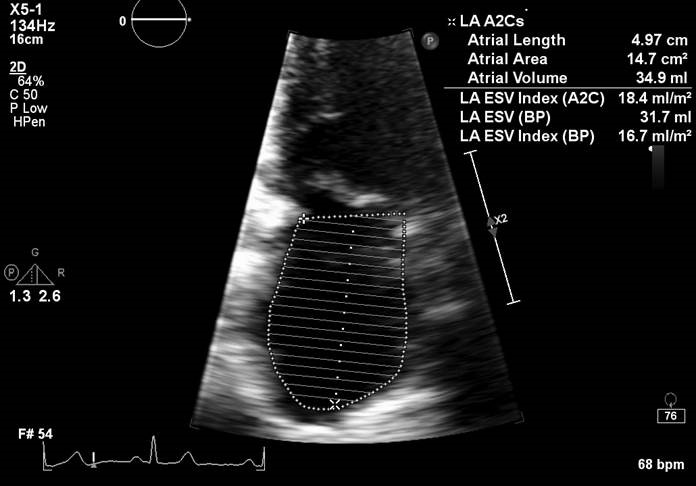 X5-1
134Hz
16cm
0
2D
64%
C 50
P Low
HPen
P
LA A2Cs
Atrial Length 4.97 cm
Atrial Area 14.7 cm²
Atrial Volume 34.9 ml
LA ESV Index (A2C) 18.4 ml/m²
LA ESV (BP) 31.7 ml
LA ESV Index (BP) 16.7 ml/m²
X2
G
P R
1.3 2.6
76
F# 54
68 bpm